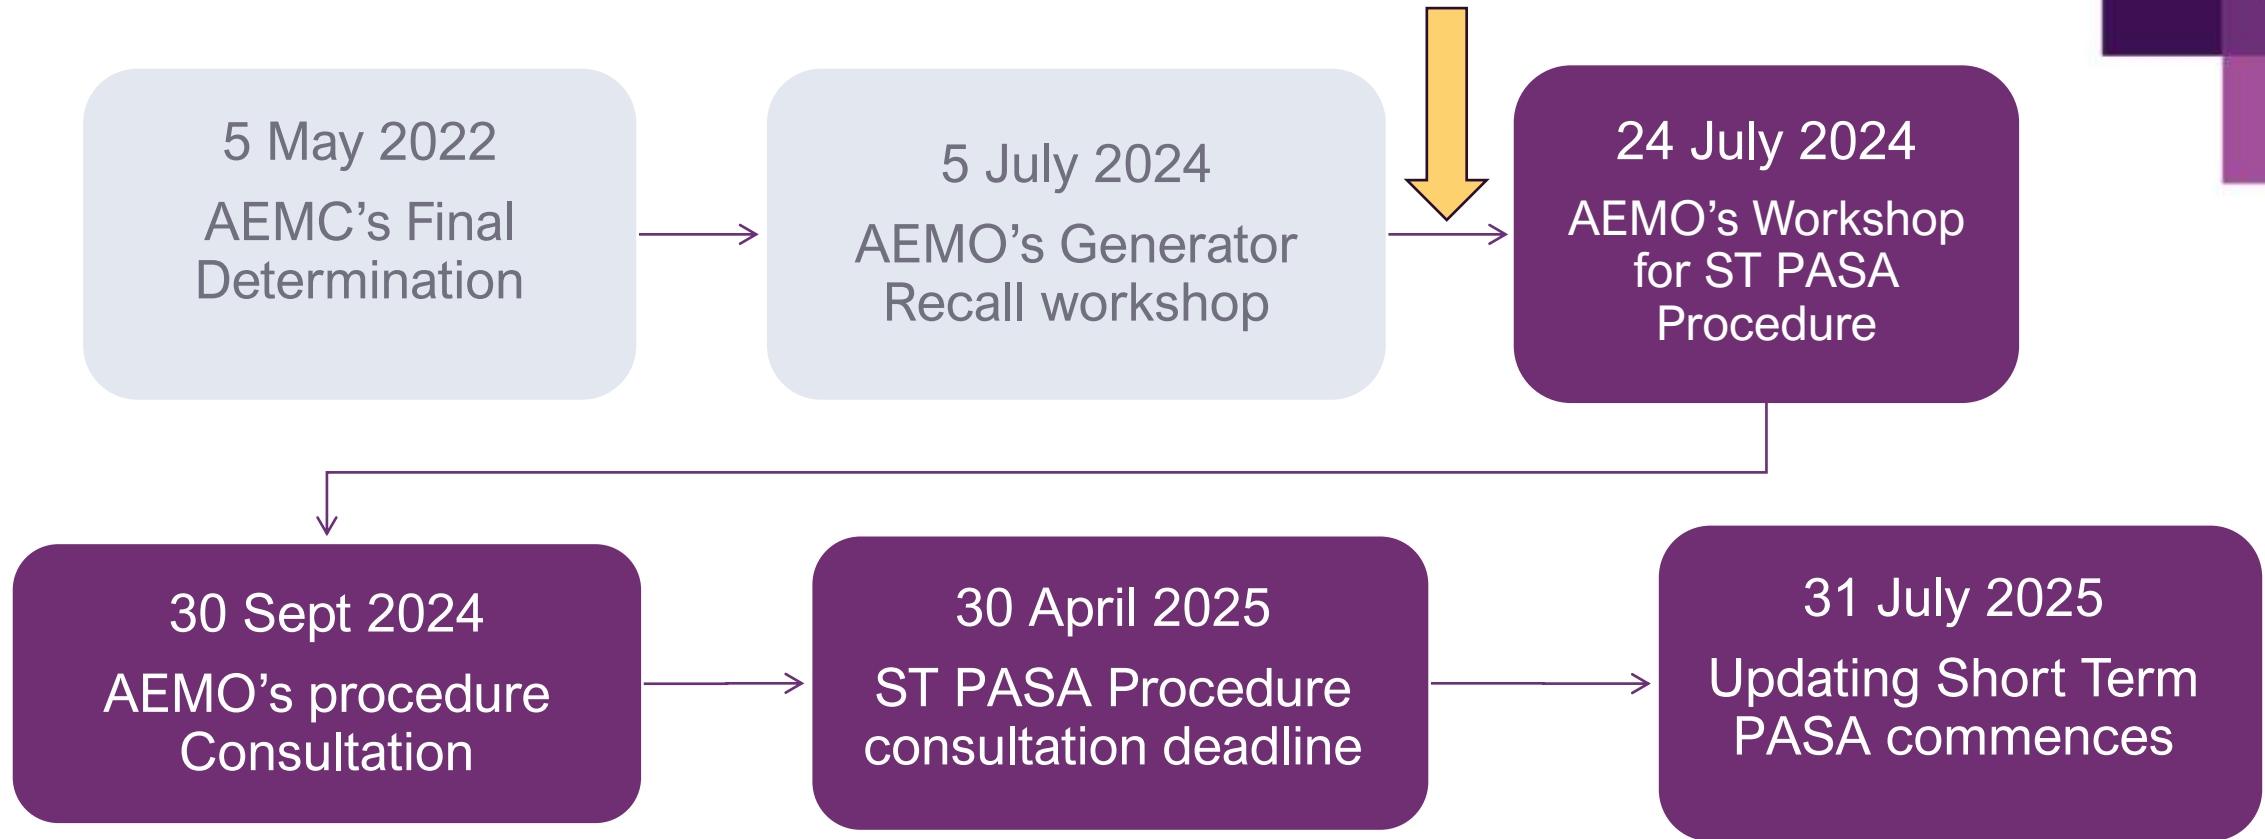 5 May 2022
AEMC’s Final
Determination
5 July 2024
AEMO’s Generator
Recall workshop
24 July 2024
AEMO’s Workshop
for ST PASA
Procedure
30 Sept 2024
AEMO’s procedure
Consultation
30 April 2025
ST PASA Procedure
consultation deadline
31 July 2025
Updating Short Term
PASA commences